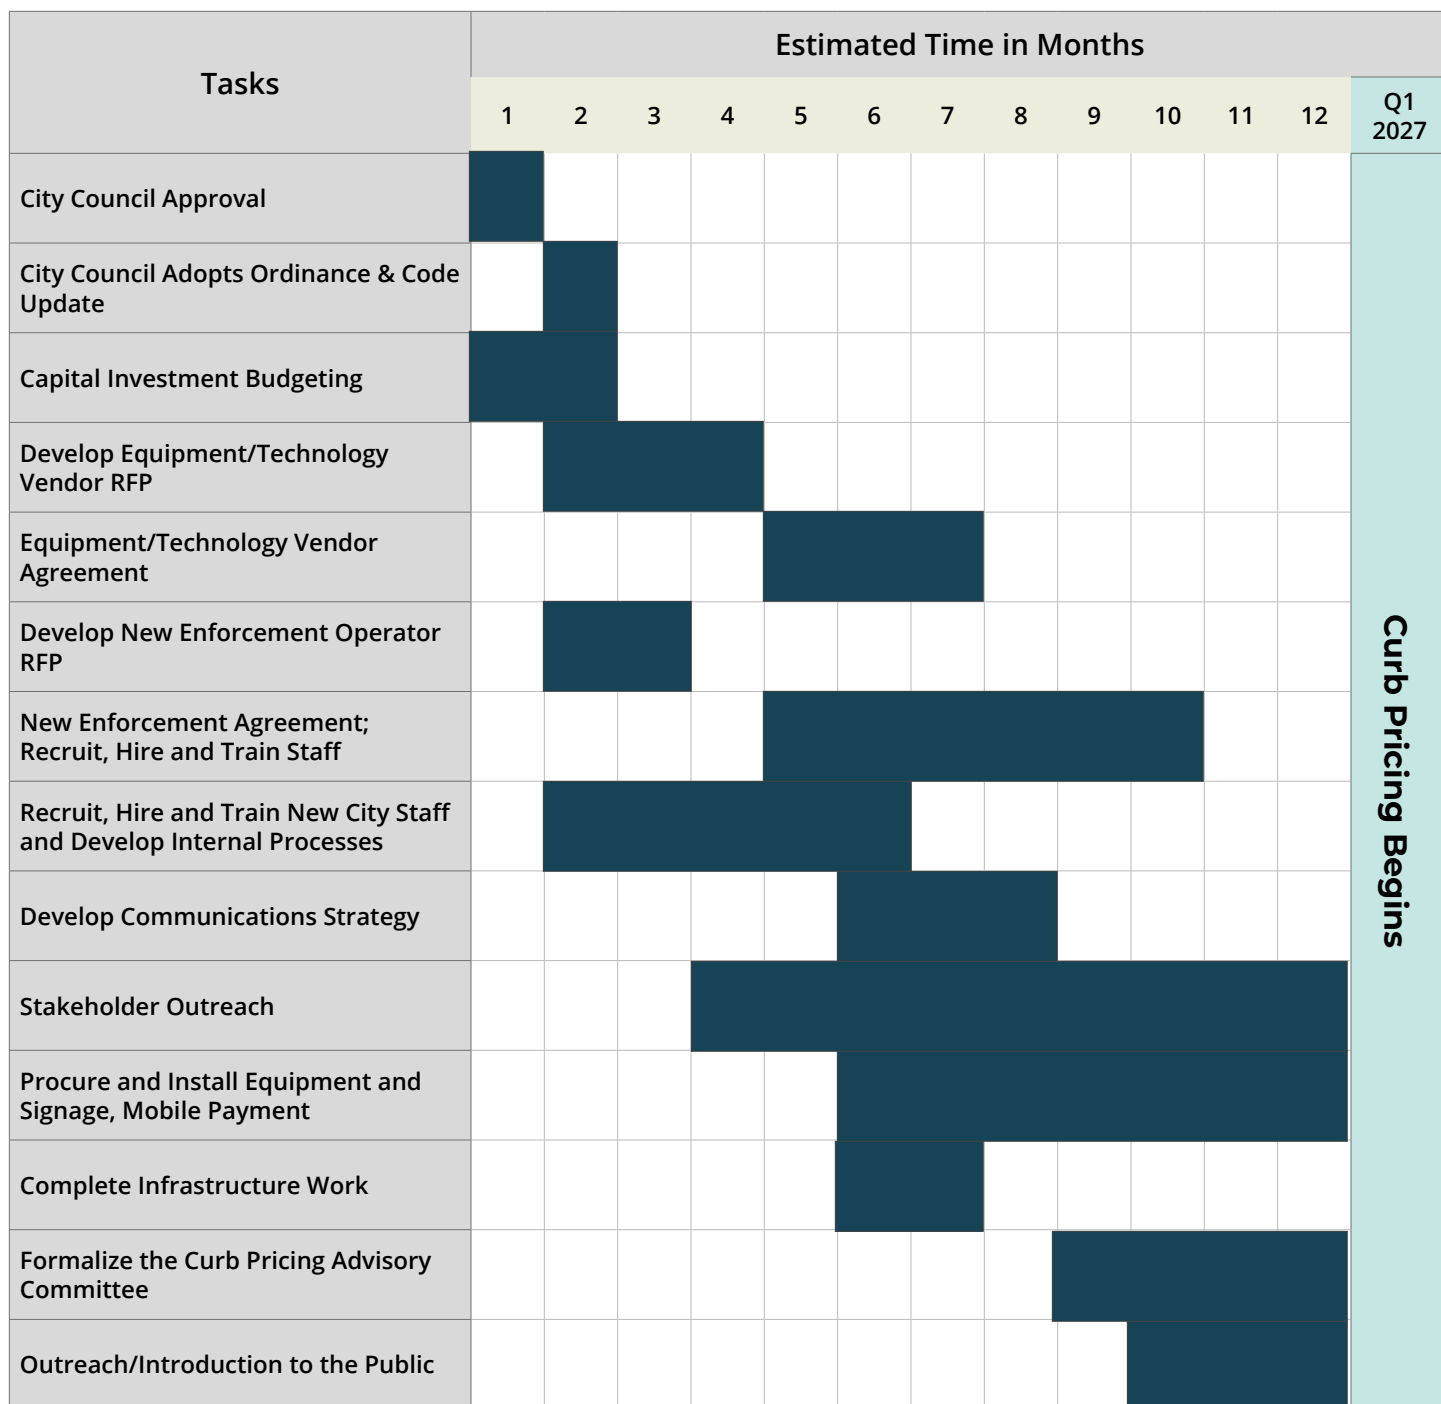 Tasks
Estimated Time in Months
1 2 3 4 5 6 7 8 9 10 11 12
Q1
2027
City Council Approval
City Council Adopts Ordinance & Code
Update
Capital Investment Budgeting
Develop Equipment/Technology
Vendor RFP
Equipment/Technology Vendor
Agreement
Develop New Enforcement Operator
RFP
New Enforcement Agreement;
Recruit, Hire and Train Staff
Recruit, Hire and Train New City Staff
and Develop Internal Processes
Develop Communications Strategy
Stakeholder Outreach
Procure and Install Equipment and
Signage, Mobile Payment
Complete Infrastructure Work
Formalize the Curb Pricing Advisory
Committee
Outreach/Introduction to the Public
Curb Pricing Begins